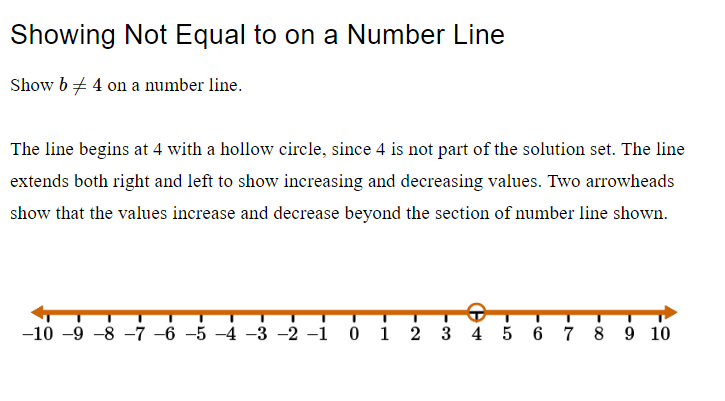 Showing Not Equal to on a Number Line
Show b ≠ 4 on a number line.
The line begins at 4 with a hollow circle, since 4 is not part of the solution set. The line
extends both right and left to show increasing and decreasing values. Two arrowheads
show that the values increase and decrease beyond the section of number line shown.
−10 −9 −8 −7 −6 −5 −4 −3 −2 −1 0 1 2 3 4 5 6 7 8 9 10